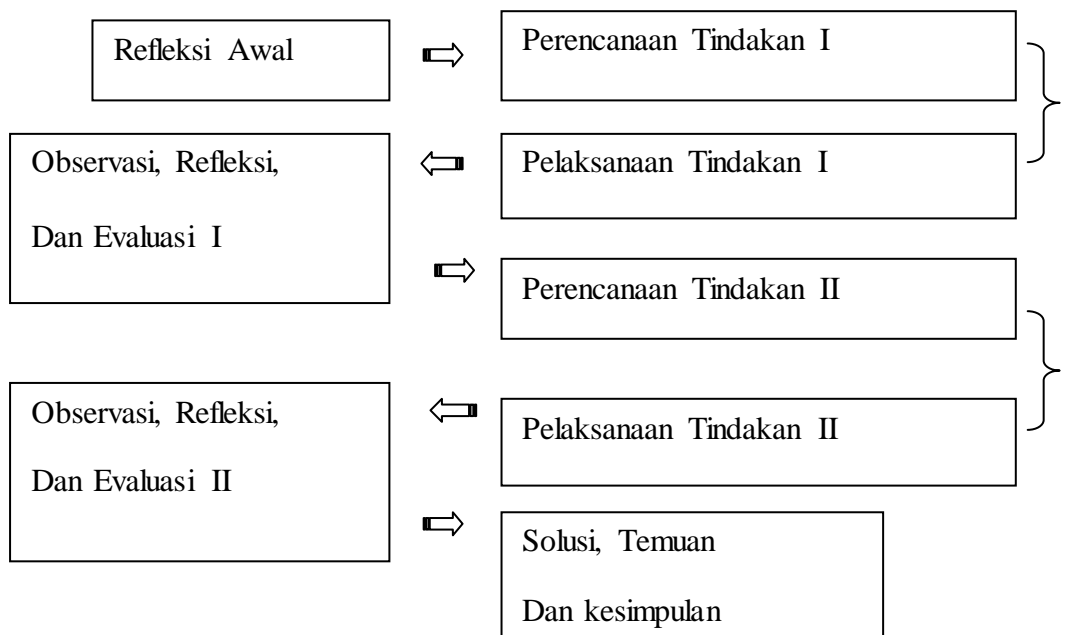 Refleksi Awal
Perencanaan Tindakan I
Observasi, Refleksi,
Dan Evaluasi I
Pelaksanaan Tindakan I
Perencanaan Tindakan II
Observasi, Refleksi,
Dan Evaluasi II
Pelaksanaan Tindakan II
Solusi, Temuan
Dan kesimpulan